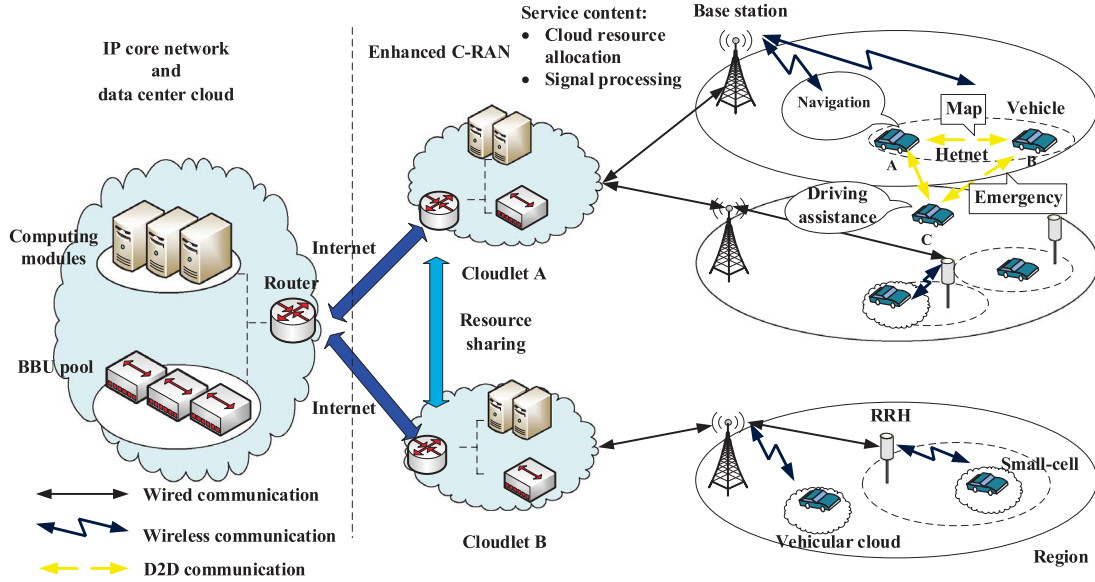 IP core network
and
data center cloud
Enhanced C-RAN
Service content:
• Cloud resource
allocation
• Signal processing
Base station
Navigation
Map
Vehicle
Hetnet
A
B
Driving
assistance
Emergency
C
Computing
modules
Router
Internet
Cloudlet A
Resource
sharing
BBU pool
Internet
RRH
Small-cell
Vehicular cloud
Region
Cloudlet B
Wired communication
Wireless communication
D2D communication